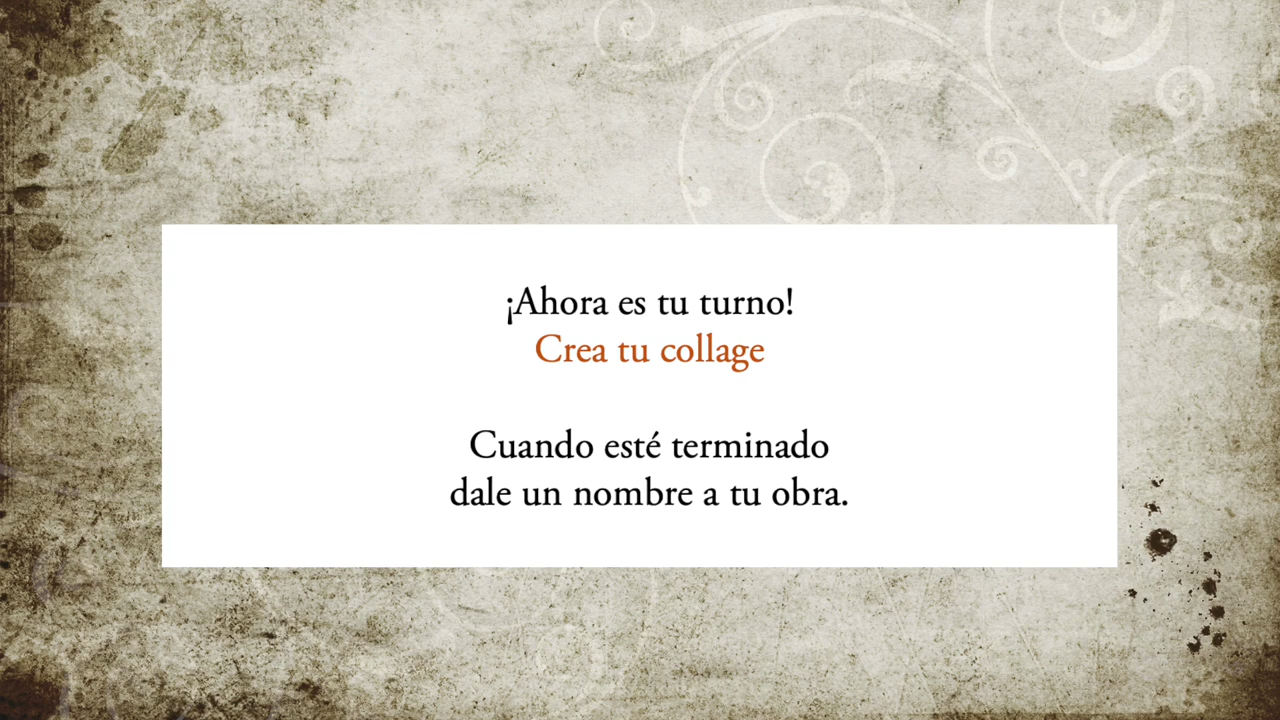 ¡Ahora es tu turno!
Crea tu collage
Cuando esté terminado
dale un nombre a tu obra.